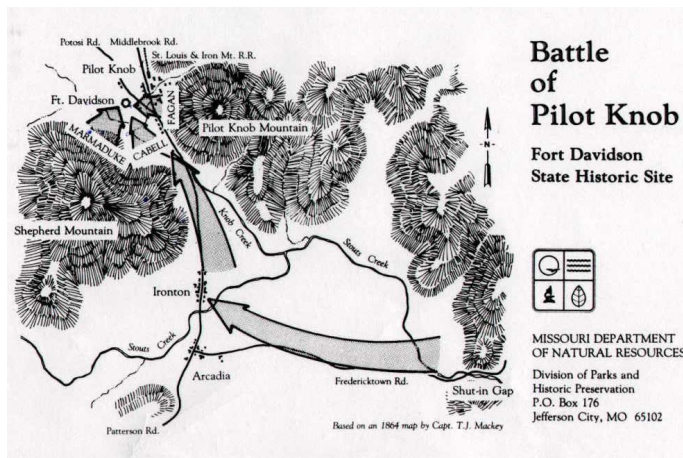 Potosi Rd. Middlebrook Rd.
St. Louis & Iron Mt. R.R.
Pilot Knob
Ft. Davidson
FAGAN
MARMADUKE
CABELL
Pilot Knob Mountain
Shepherd Mountain
Knob Creek
Stouts Creek
Ironton
Stouts Creek
Arcadia
Fredericktown Rd.
Shut-in Gap
Patterson Rd.
Based on an 1864 map by Capt. T.J. Mackey
-N-
Battle
of
Pilot Knob
Fort Davidson
State Historic Site
MISSOURI DEPARTMENT
OF NATURAL RESOURCES
Division of Parks and
Historic Preservation
P.O. Box 176
Jefferson City, MO 65102